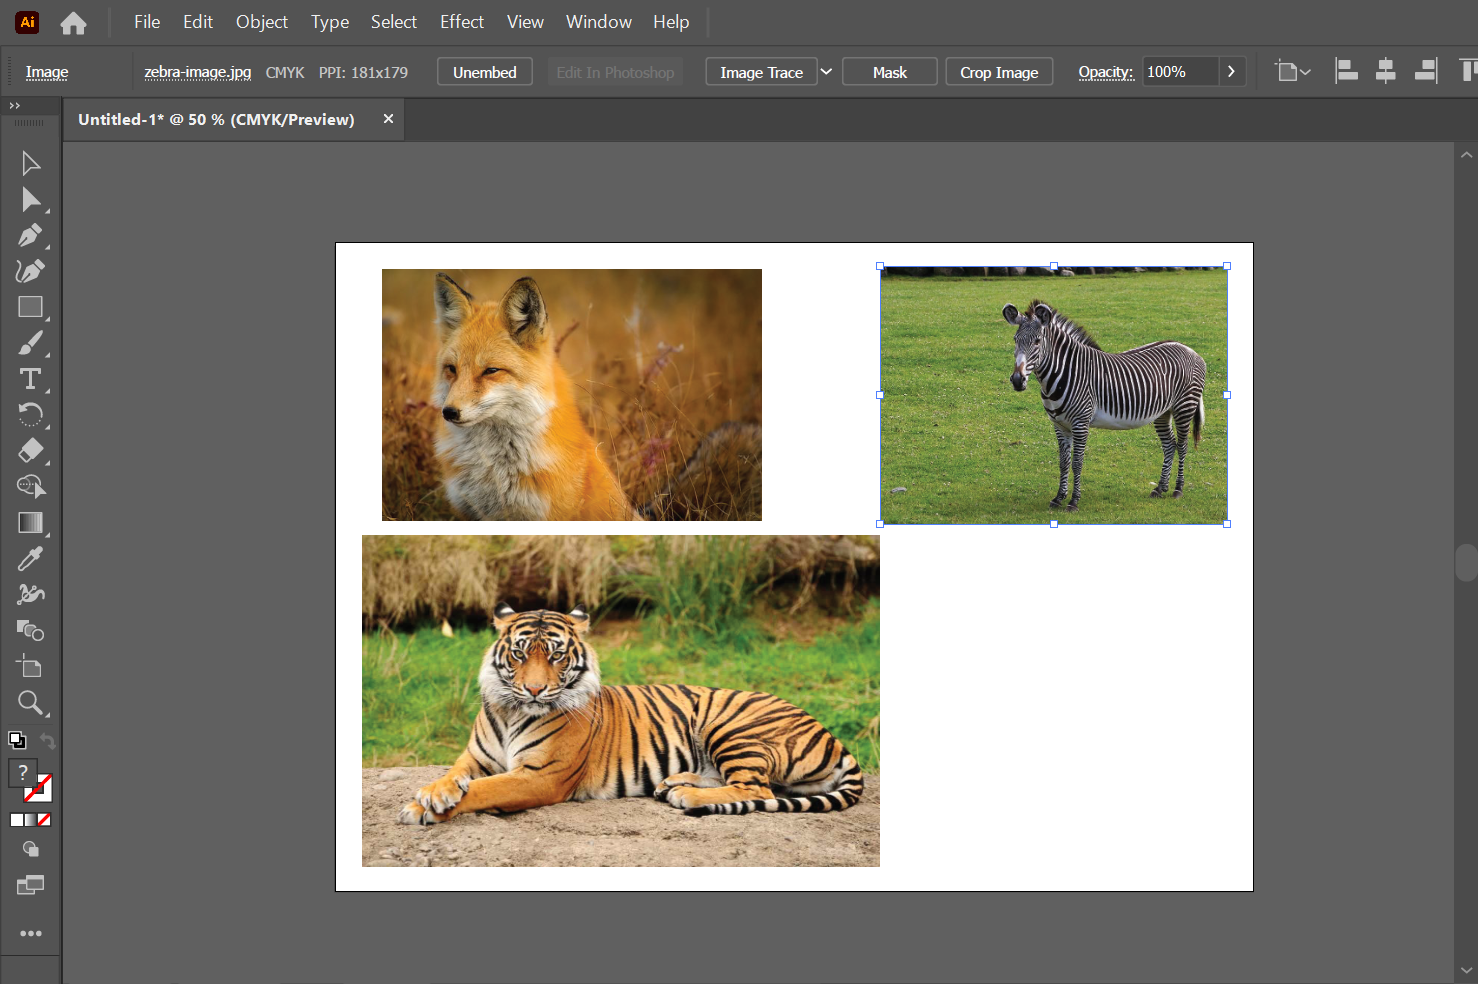 Ai File Edit Object Type Select Effect View Window Help
Image zebra-image.jpg CMYK PPI: 181x179 Unembed Edit In Photoshop Image Trace Mask Crop Image Opacity: 100%
Untitled-1* @ 50 % (CMYK/Preview)
T
?